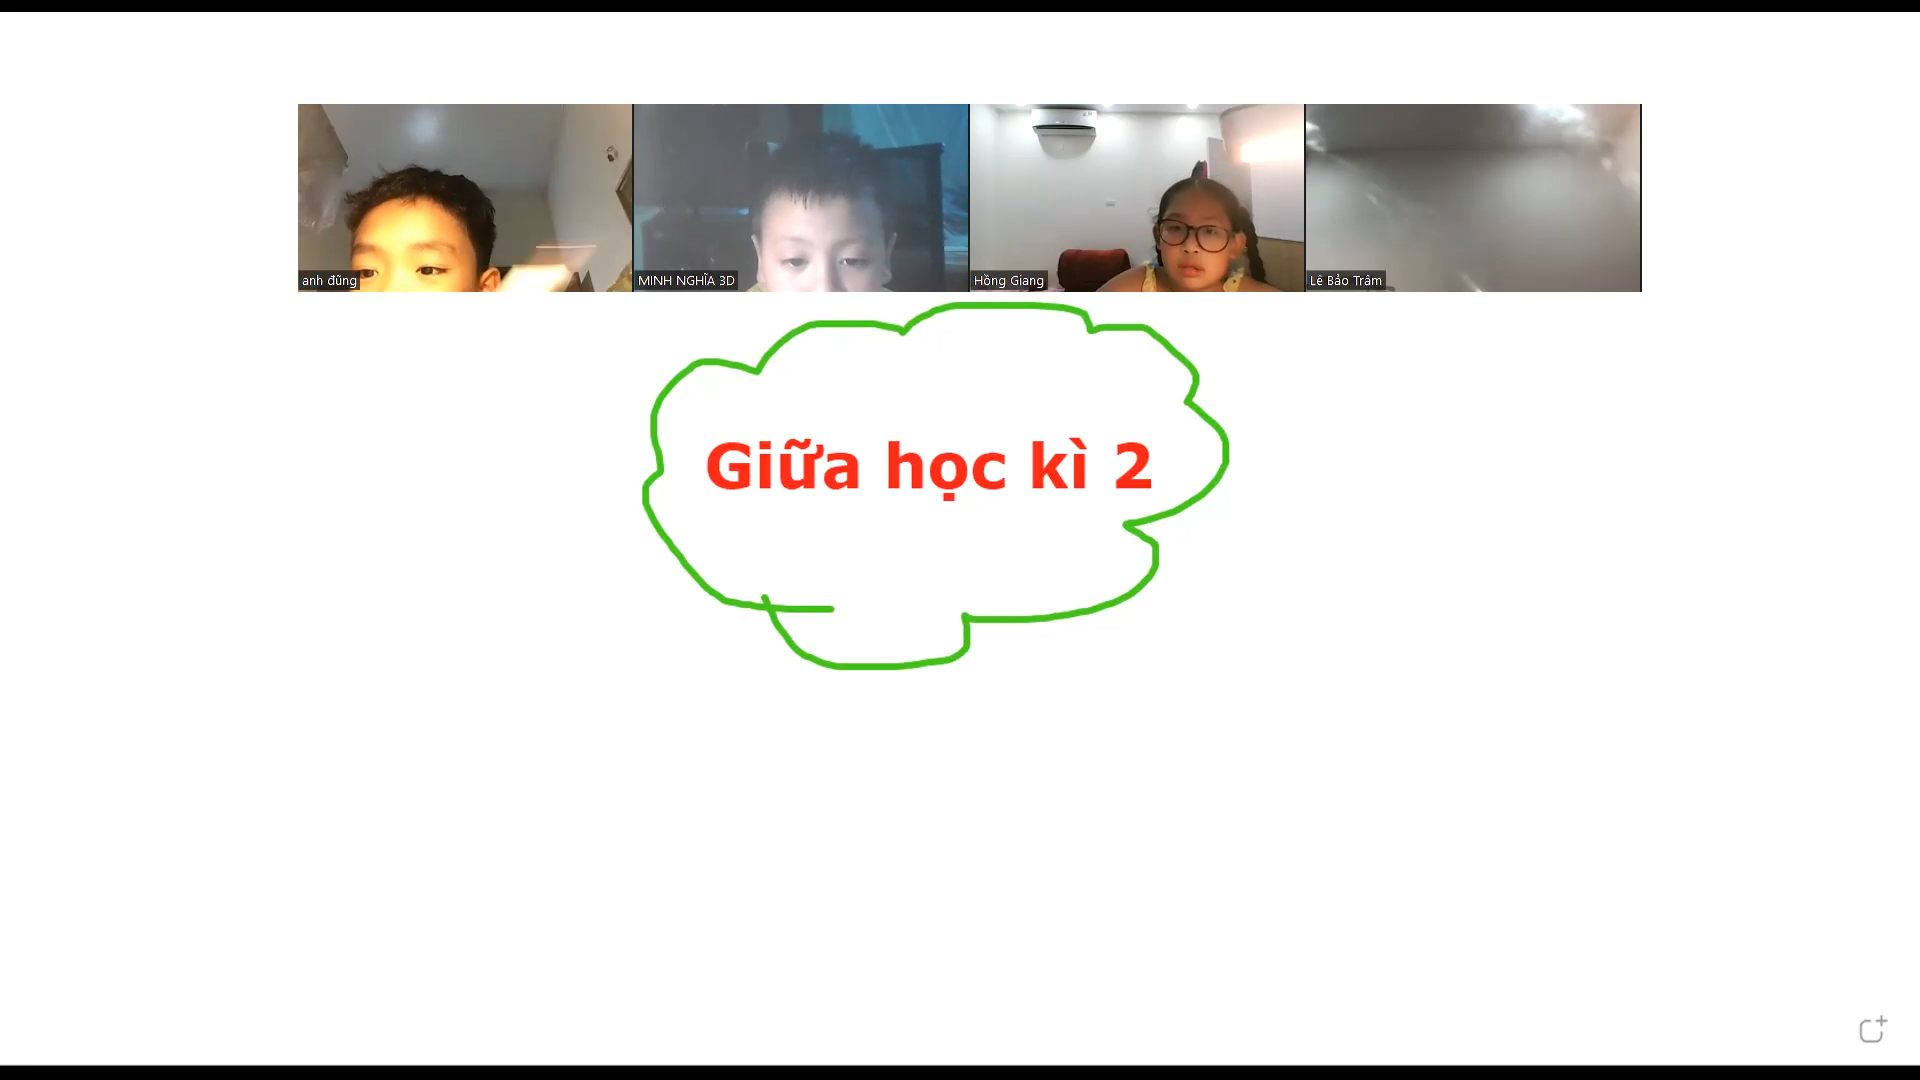 anh đũng
MINH NGHĨA 3D
Hồng Giang
Lê Bảo Trâm
Giữa học kì 2